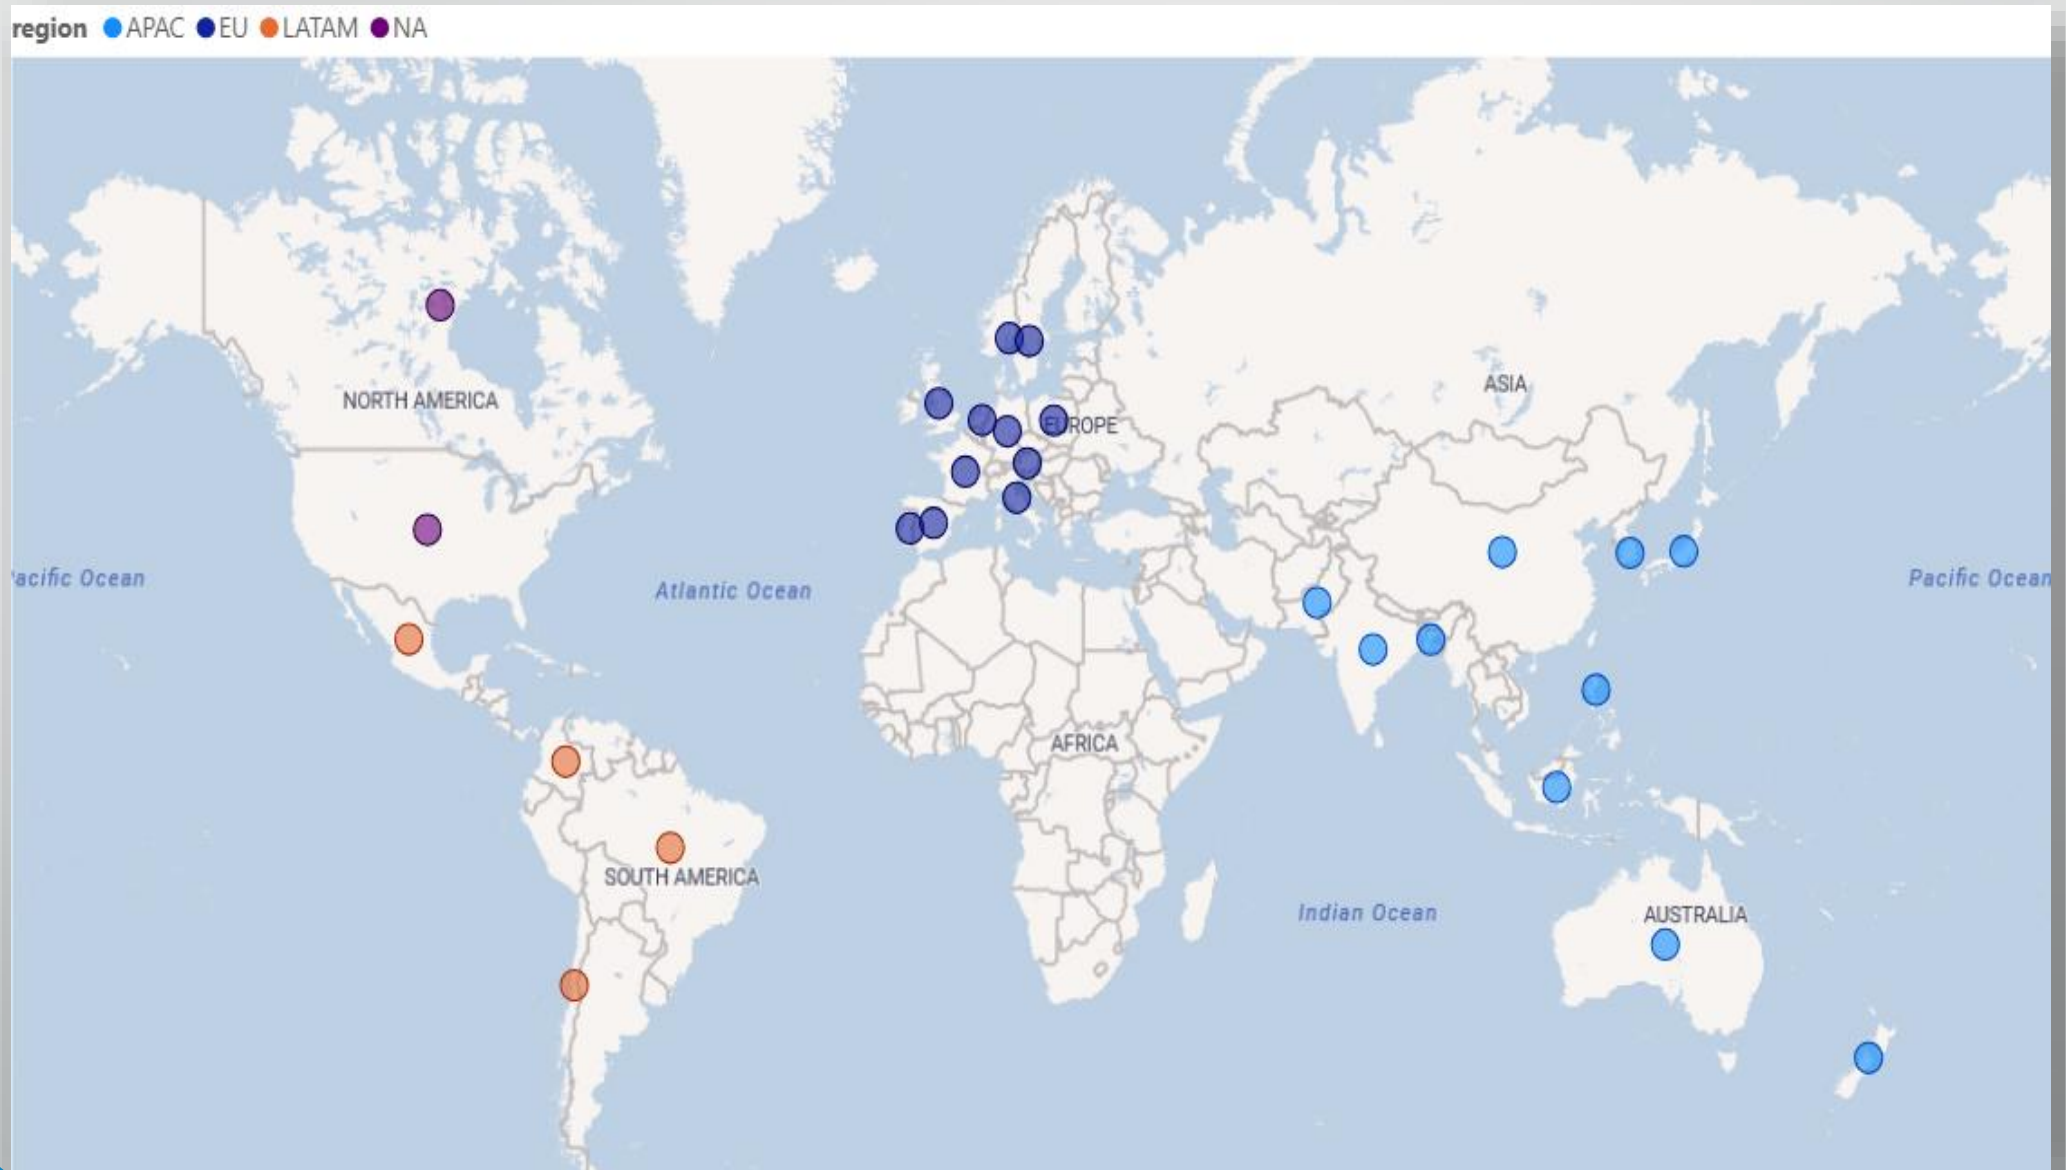 region APAC EU LATAM NA
ASIA
NORTH AMERICA
EUROPE
acific Ocean
Atlantic Ocean
Pacific Ocean
AFRICA
SOUTH AMERICA
Indian Ocean
AUSTRALIA